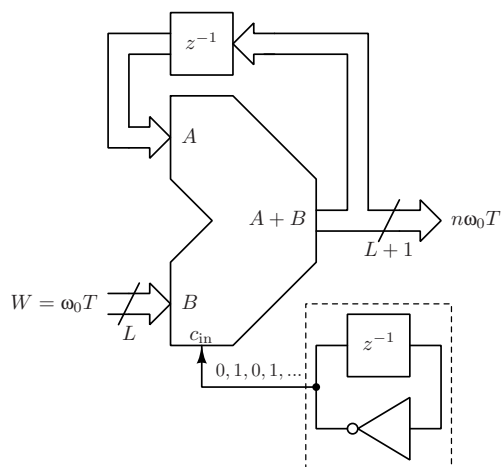 z⁻¹
A
A + B
nω₀T
L + 1
W = ω₀T
L
B
c_in
0, 1, 0, 1, ...
z⁻¹